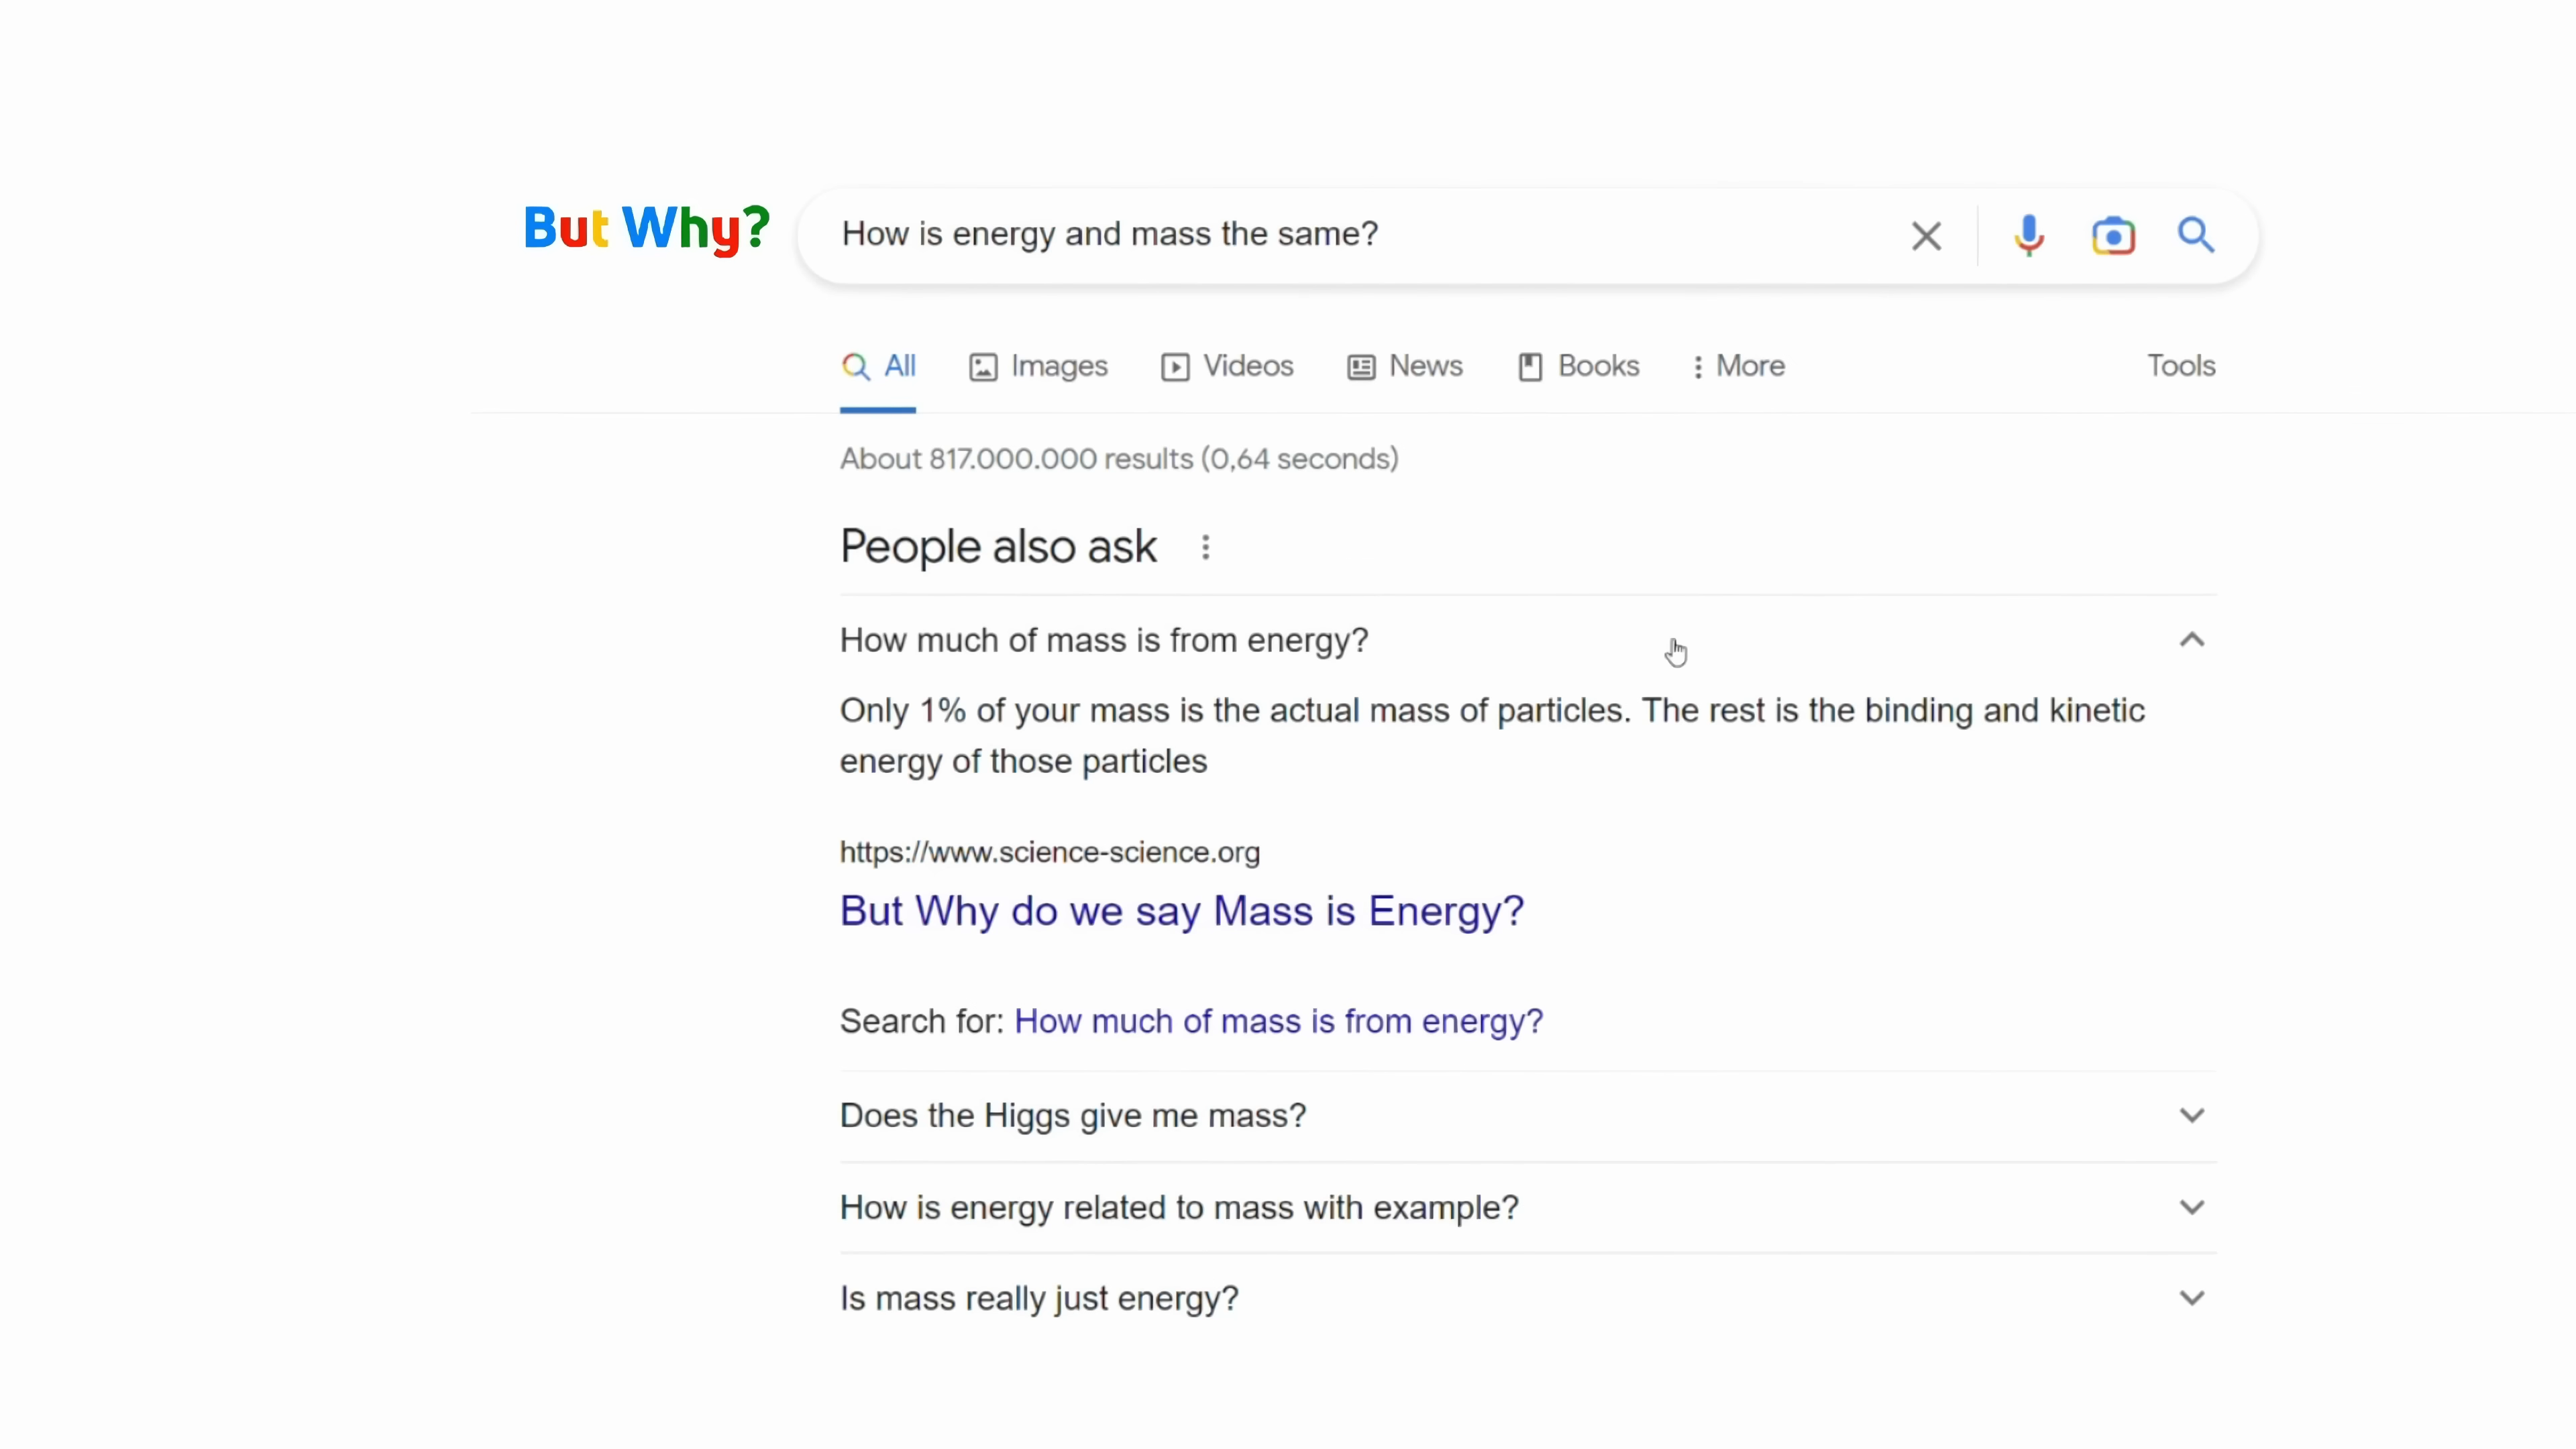 But Why?
How is energy and mass the same?
All Images Videos News Books More Tools
About 817.000.000 results (0,64 seconds)
People also ask
How much of mass is from energy?
Only 1% of your mass is the actual mass of particles. The rest is the binding and kinetic
energy of those particles
https://www.science-science.org
But Why do we say Mass is Energy?
Search for: How much of mass is from energy?
Does the Higgs give me mass?
How is energy related to mass with example?
Is mass really just energy?